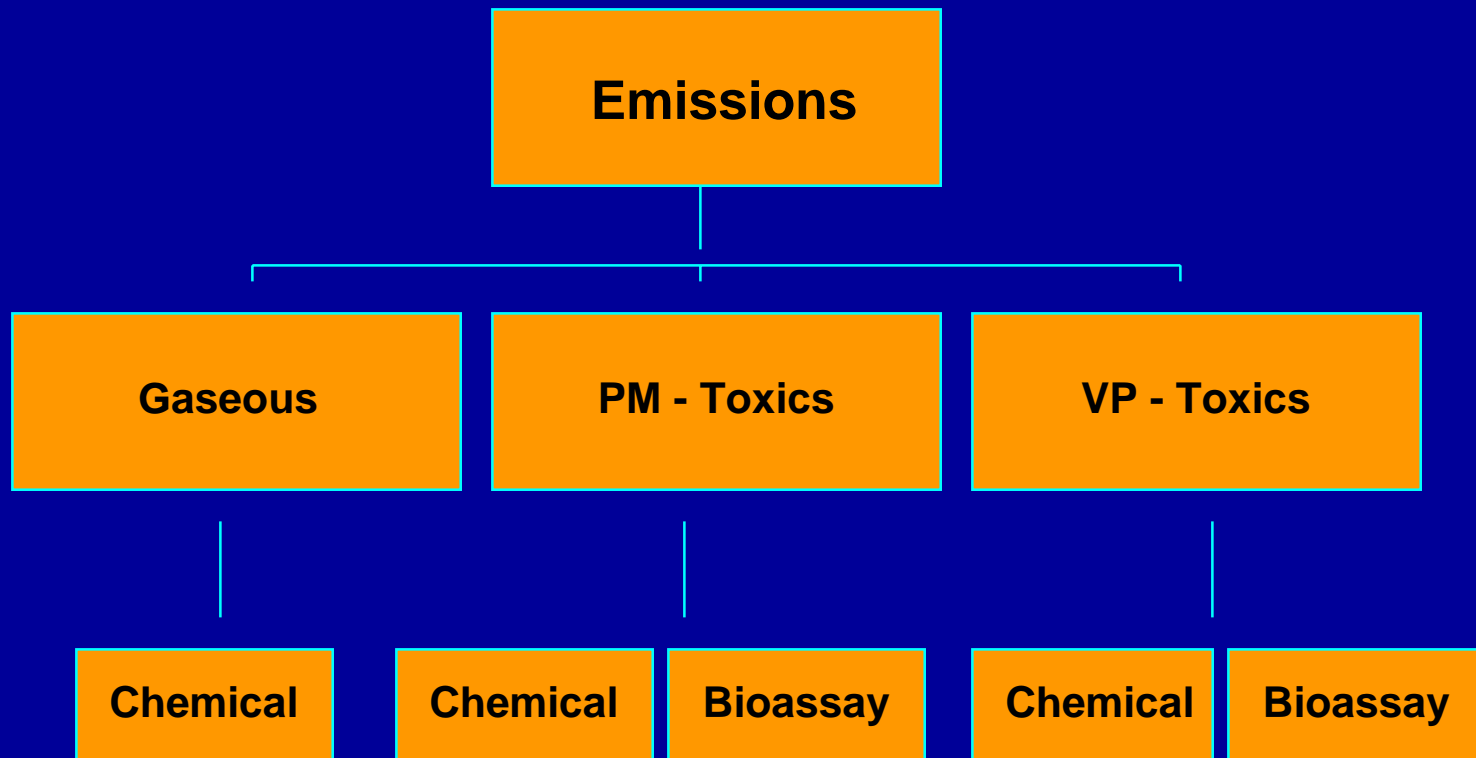 Emissions
Gaseous
PM - Toxics
VP - Toxics
Chemical
Chemical
Bioassay
Chemical
Bioassay